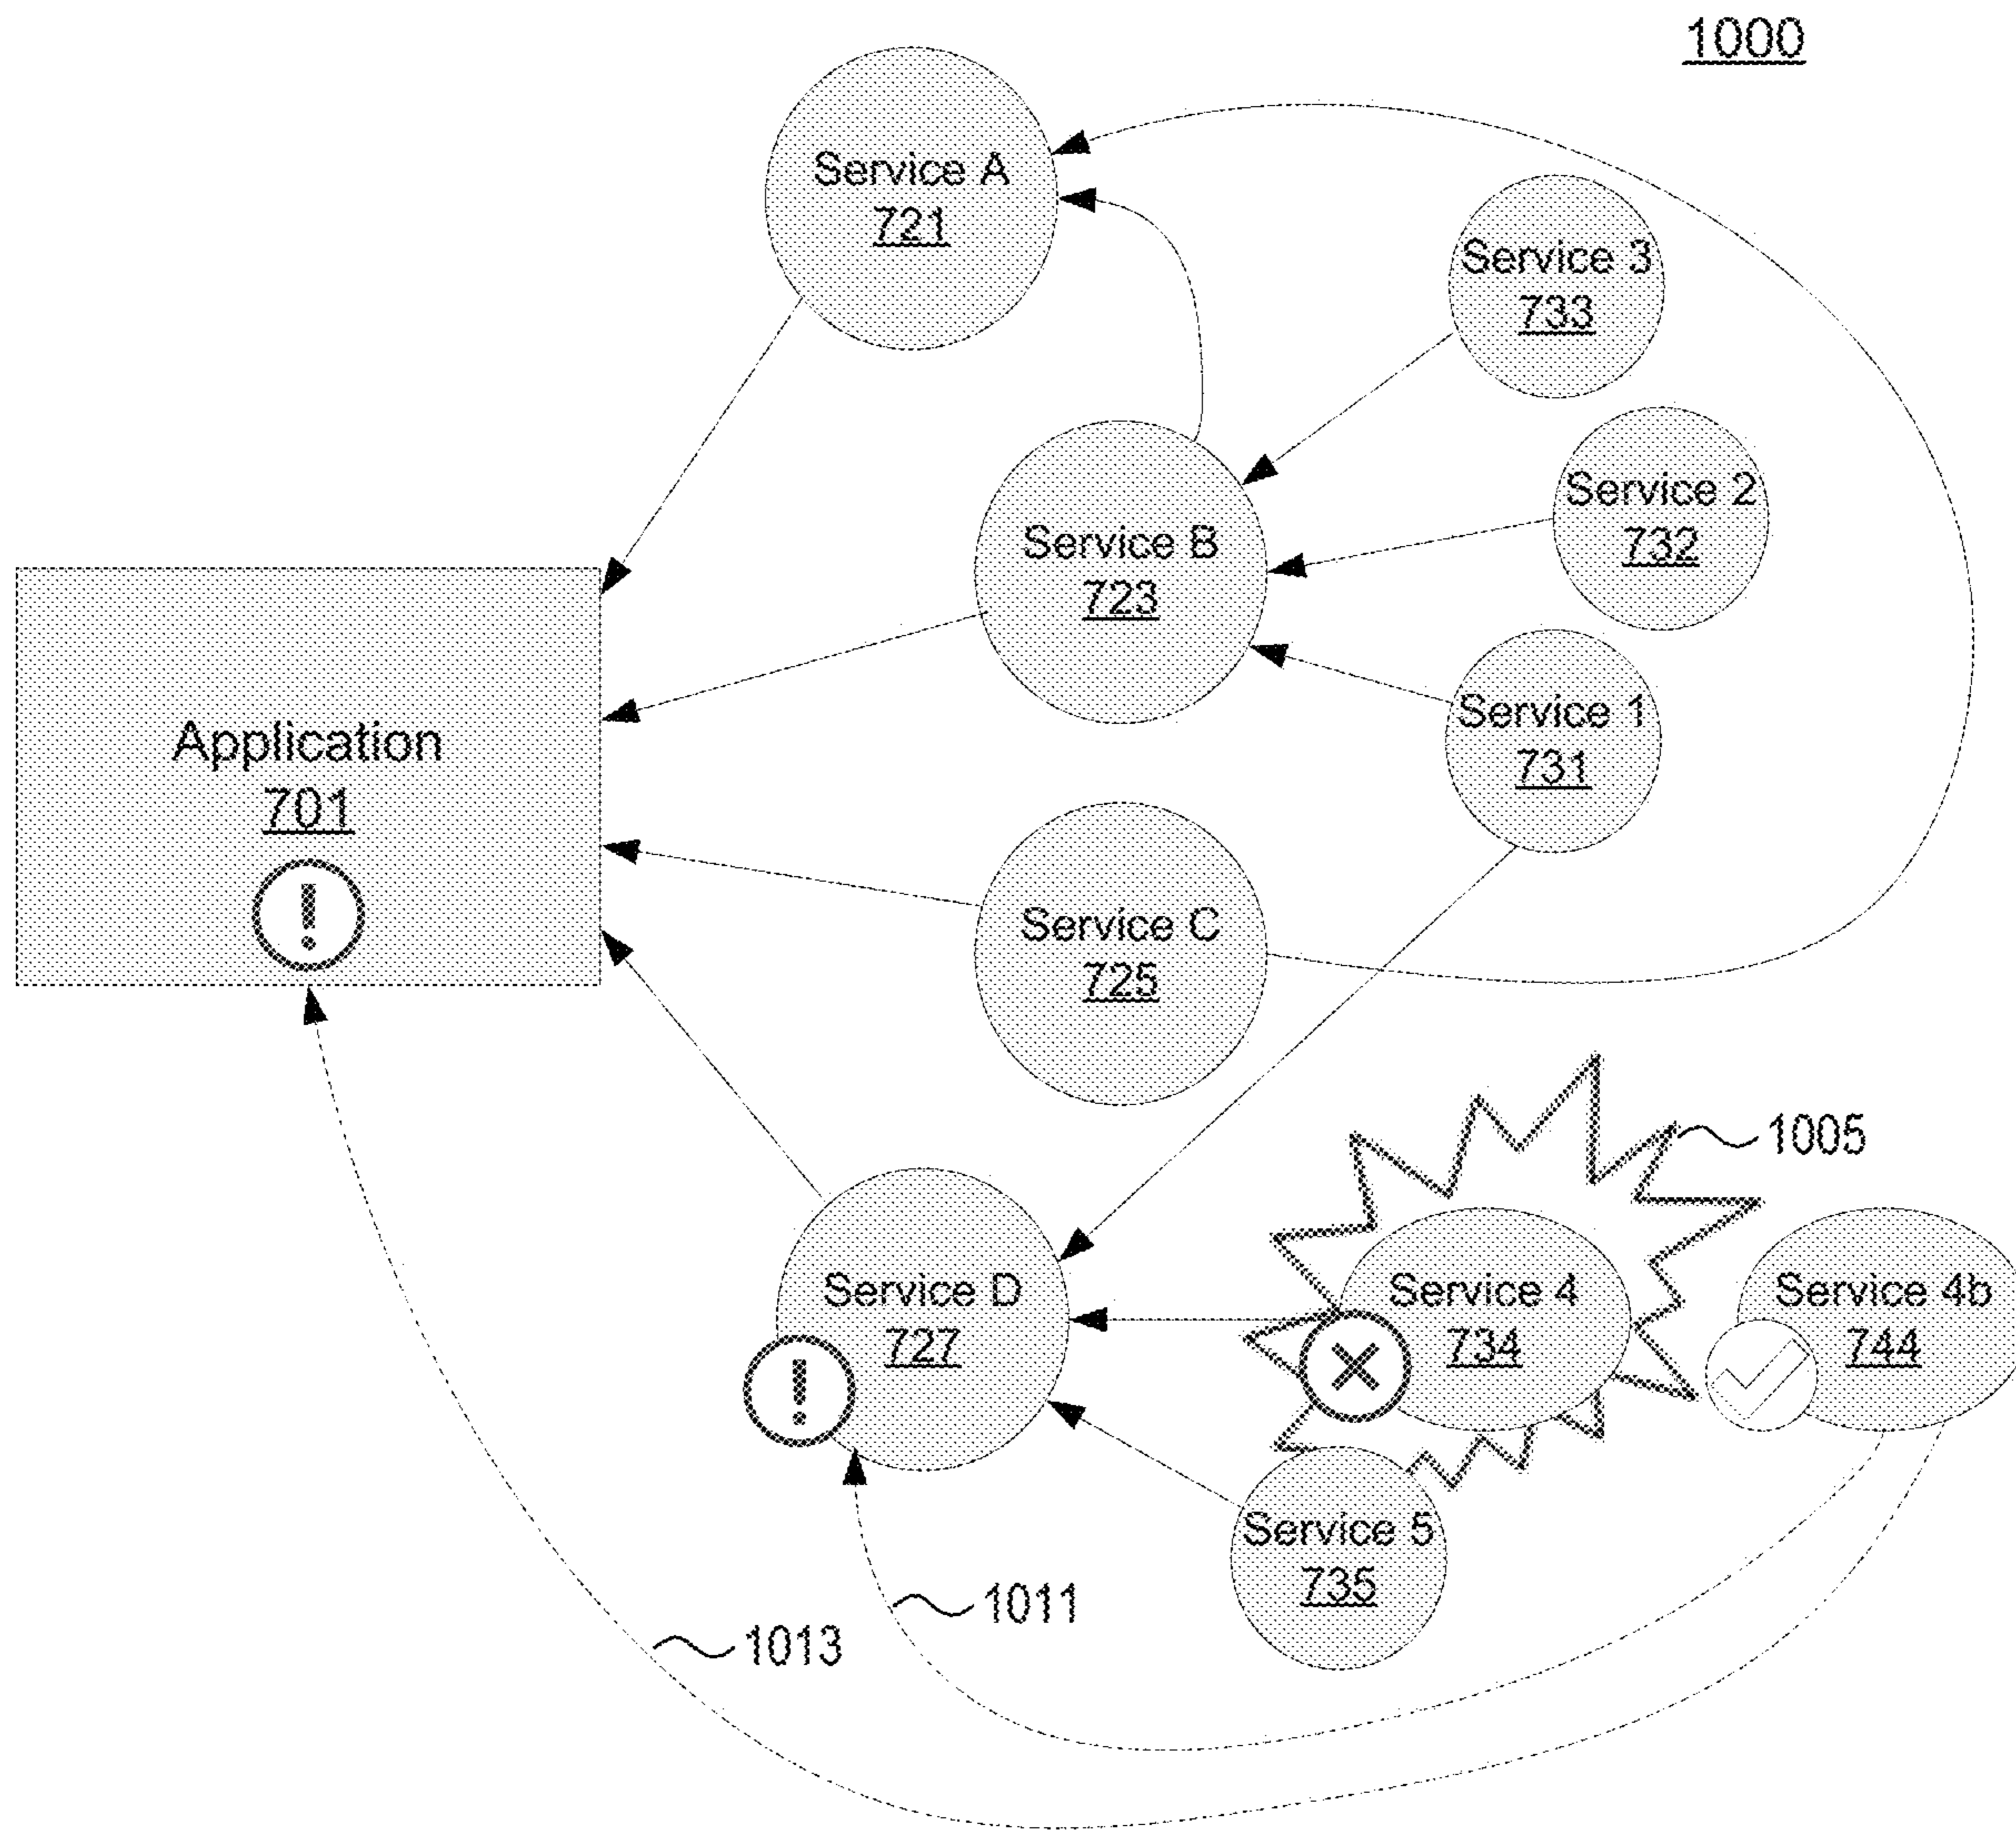 1000
Service A
721
Service 3
733
Service 2
732
Service B
723
Service 1
731
Application
701
!
Service C
725
1005
Service D
727
!
Service 4
734
Service 4b
744
Service 5
735
1011
1013